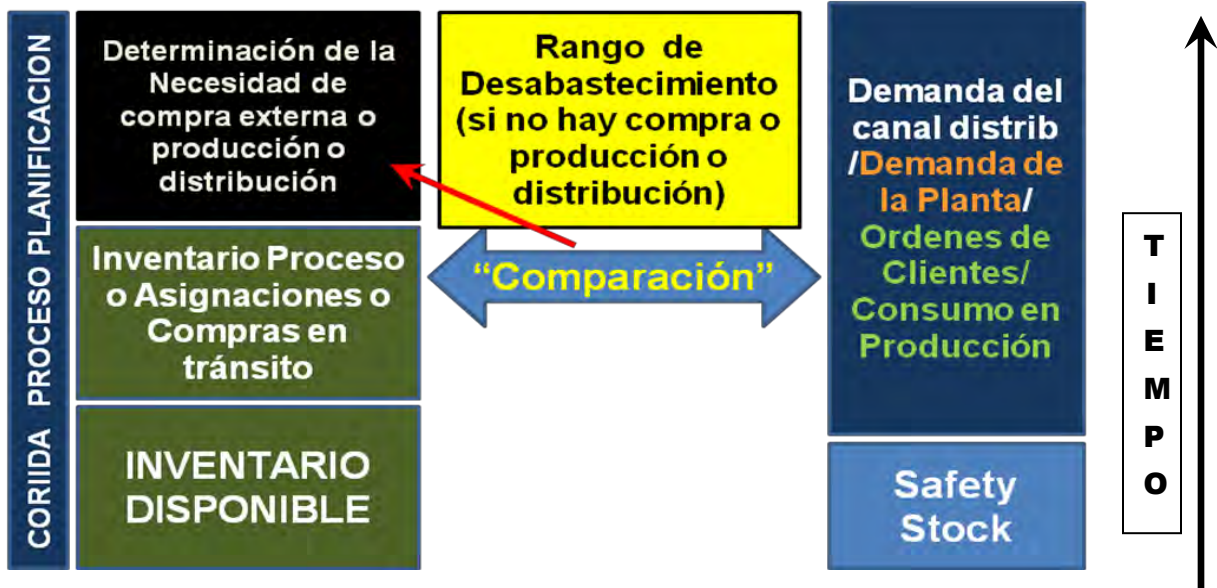 CORIIDA PROCESO PLANIFICACION
Determinación de la
Necesidad de
compra externa o
producción o
distribución
Inventario Proceso
o Asignaciones o
Compras en
tránsito
INVENTARIO
DISPONIBLE
Rango de
Desabastecimiento
(si no hay compra o
producción o
distribución)
“Comparación”
Demanda del
canal distrib
/Demanda de
la Planta/
Ordenes de
Clientes/
Consumo en
Producción
Safety
Stock
T
I
E
M
P
O